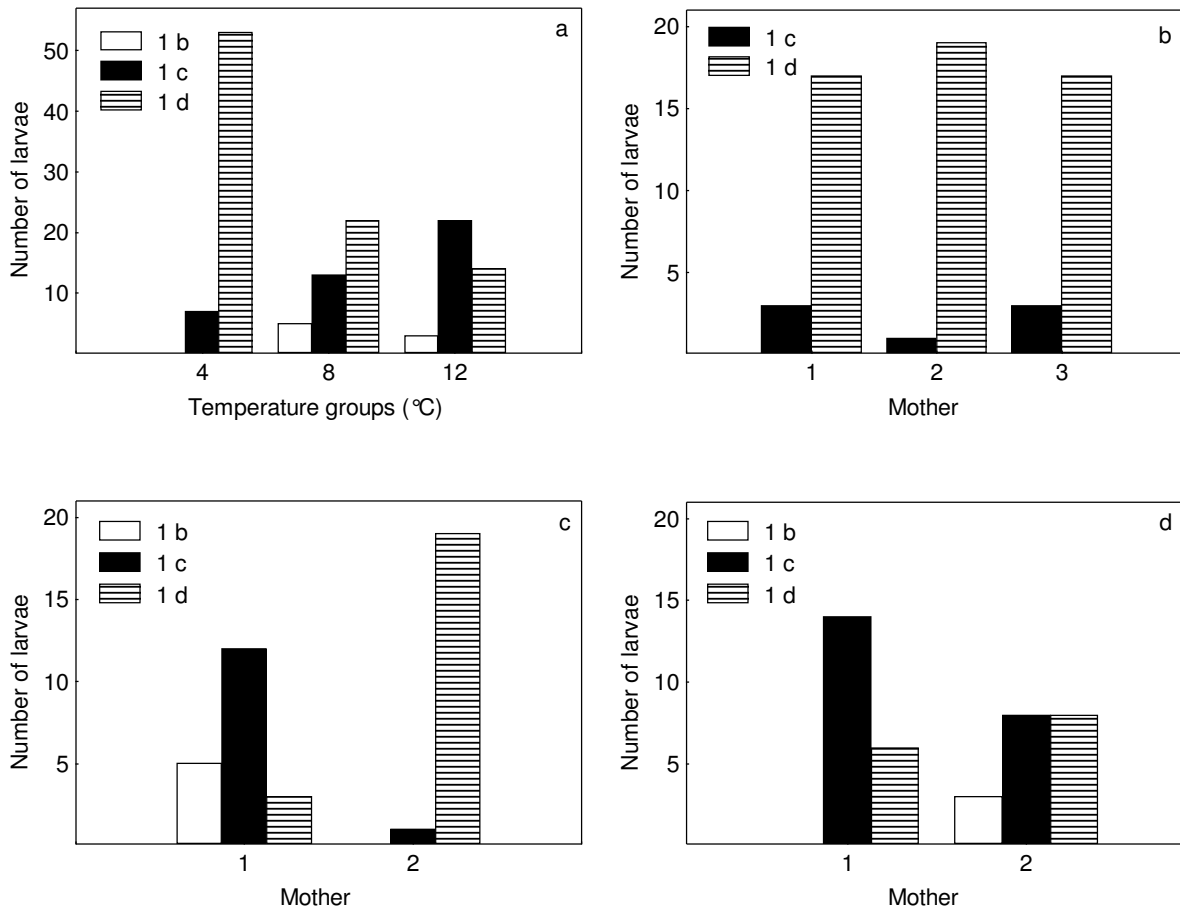 a
1 b
1 c
1 d
50
40
30
20
10
Number of larvae
4 8 12
Temperature groups (°C)
b
1 c
1 d
20
15
10
5
Number of larvae
1 2 3
Mother
c
1 b
1 c
1 d
20
15
10
5
Number of larvae
1 2
Mother
d
1 b
1 c
1 d
20
15
10
5
Number of larvae
1 2
Mother